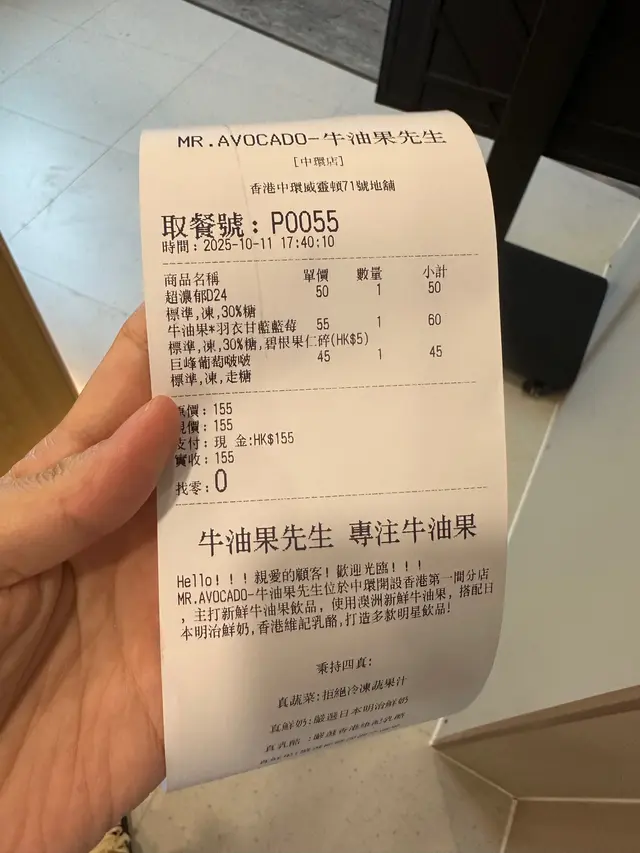 MR.AVOCADO-牛油果先生
[中環店]
香港中環威靈頓71號地舖
取餐號: P0055
時間:2025-10-11 17:40:10
商品名稱 單價 數量 小計
超濃郁D24 50 1 50
標準,凍,30%糖
牛油果*羽衣甘藍藍莓 55 1 60
標準,凍,30%糖,碧根果仁碎(HK$5)
巨峰葡萄啵啵 45 1 45
標準,凍,走糖
價: 155
價: 155
支付: 現 金:HK$155
實收: 155
找零: 0
牛油果先生 專注牛油果
Hello!!! 親愛的顧客! 歡迎光臨!!!
MR.AVOCADO-牛油果先生位於中環開設香港第一間分店
, 主打新鮮牛油果飲品, 使用澳洲新鮮牛油果, 搭配日
本明治鮮奶,香港維記乳酪,打造多款明星飲品!
秉持四真:
真蔬菜:拒絕冷凍蔬果汁
真鮮奶:嚴選日本明治鮮奶
真乳酪 :嚴選香港維記乳酪